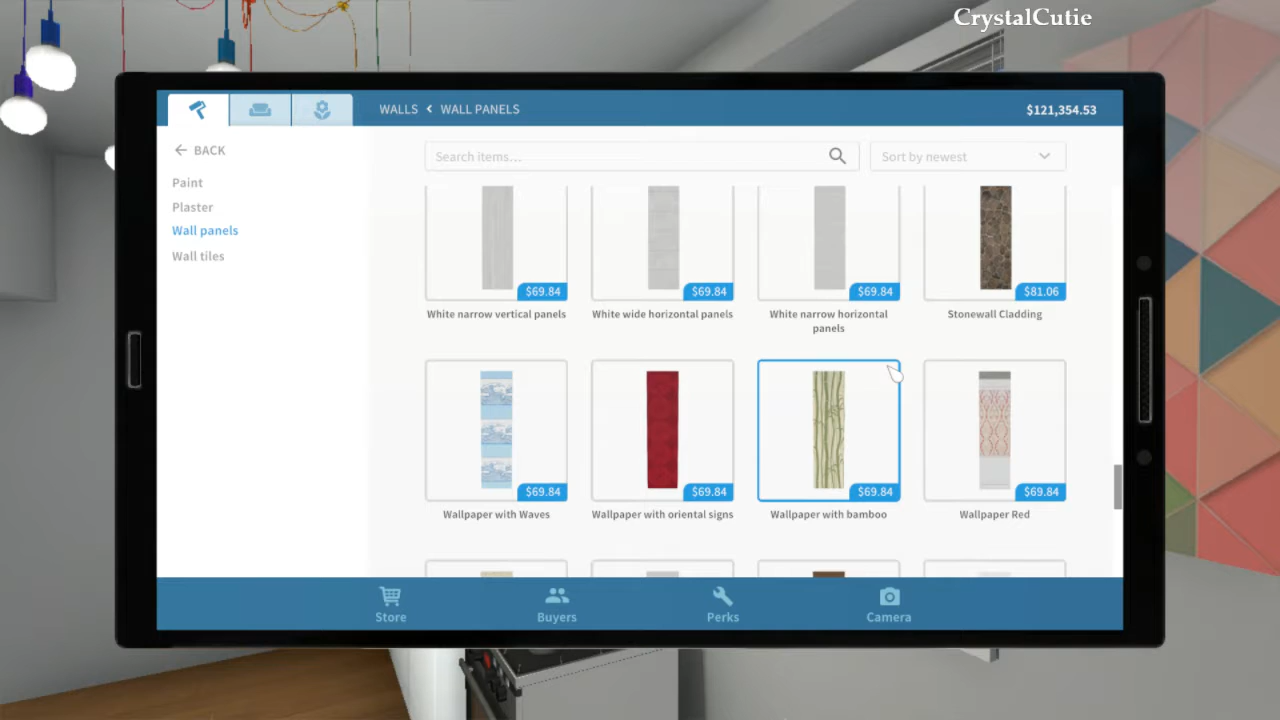 CrystalCutie
WALLS < WALL PANELS
$121,354.53
BACK
Search items...
Sort by newest
Paint
Plaster
Wall panels
Wall tiles
$69.84
$69.84
$69.84
$81.06
White narrow vertical panels
White wide horizontal panels
White narrow horizontal
panels
Stonewall Cladding
$69.84
$69.84
$69.84
$69.84
Wallpaper with Waves
Wallpaper with oriental signs
Wallpaper with bamboo
Wallpaper Red
Store
Buyers
Perks
Camera